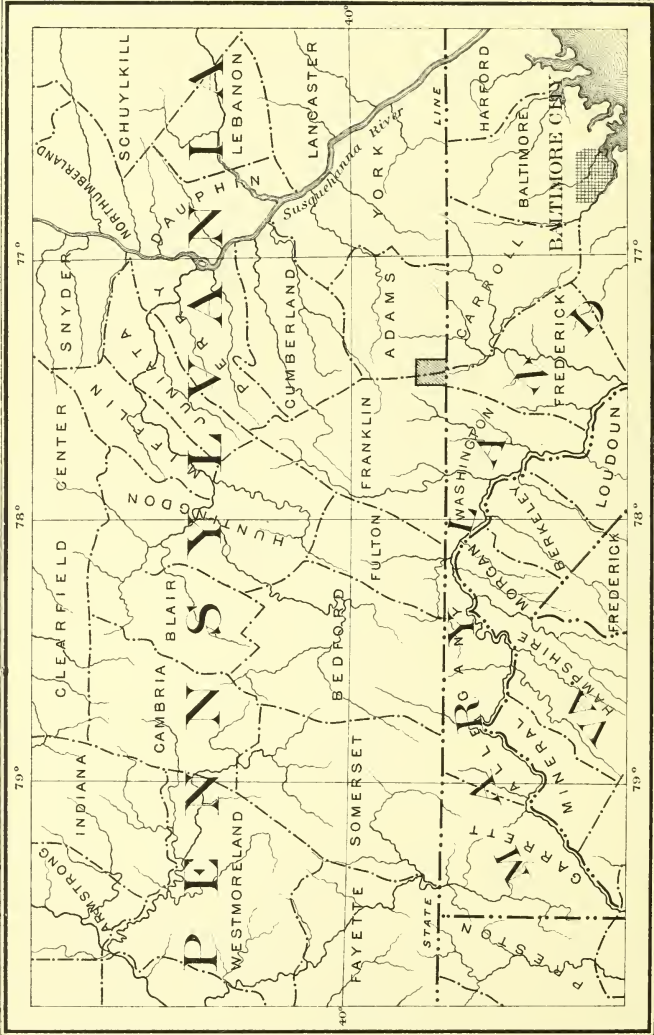 40°
77°
78°
79°
NORTHUMBERLAND
SCHUYLKILL
SNYDER
CENTER
CLEARFIELD
INDIANA
ARMSTRONG
DAUPHIN
LEBANON
JUNIATA
MIFFLIN
PERRY
HUNTINGDON
BLAIR
CAMBRIA
PENNSYLVANIA
WESTMORELAND
LANCASTER
Susquehanna River
YORK
CUMBERLAND
ADAMS
FRANKLIN
FULTON
BEDFORD
SOMERSET
FAYETTE
STATE
LINE
HARFORD
BALTIMORE
BALTIMORE CITY
CARROLL
FREDERICK
WASHINGTON
MARYLAND
ALLEGANY
GARRETT
PRESTON
MINERAL
HAMPSHIRE
MORGAN
BERKELEY
LOUDOUN
FREDERICK
VA
77°
78°
79°
40°